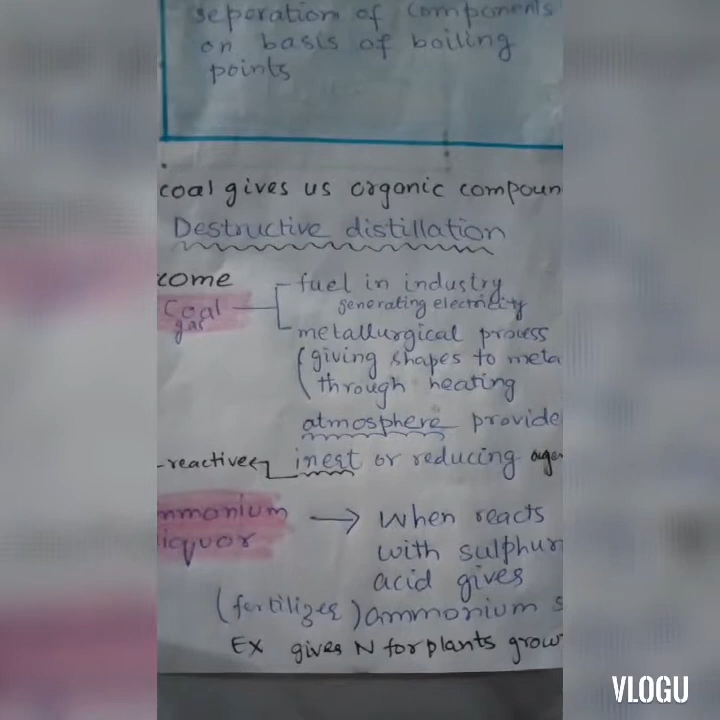 seperation of components
on basis of boiling
points
coal gives us organic compoun
Destructive distillation
come
fuel in industry
Coal
generating electricity
gas
metallurgical process
(giving shapes to meta
through heating
atmosphere provide
-reactive
inert or reducing agen
mmonium → When reacts
iquor
with sulphur
acid gives
(fertilizer) ammonium s
Ex gives N for plants grow
VLOGU